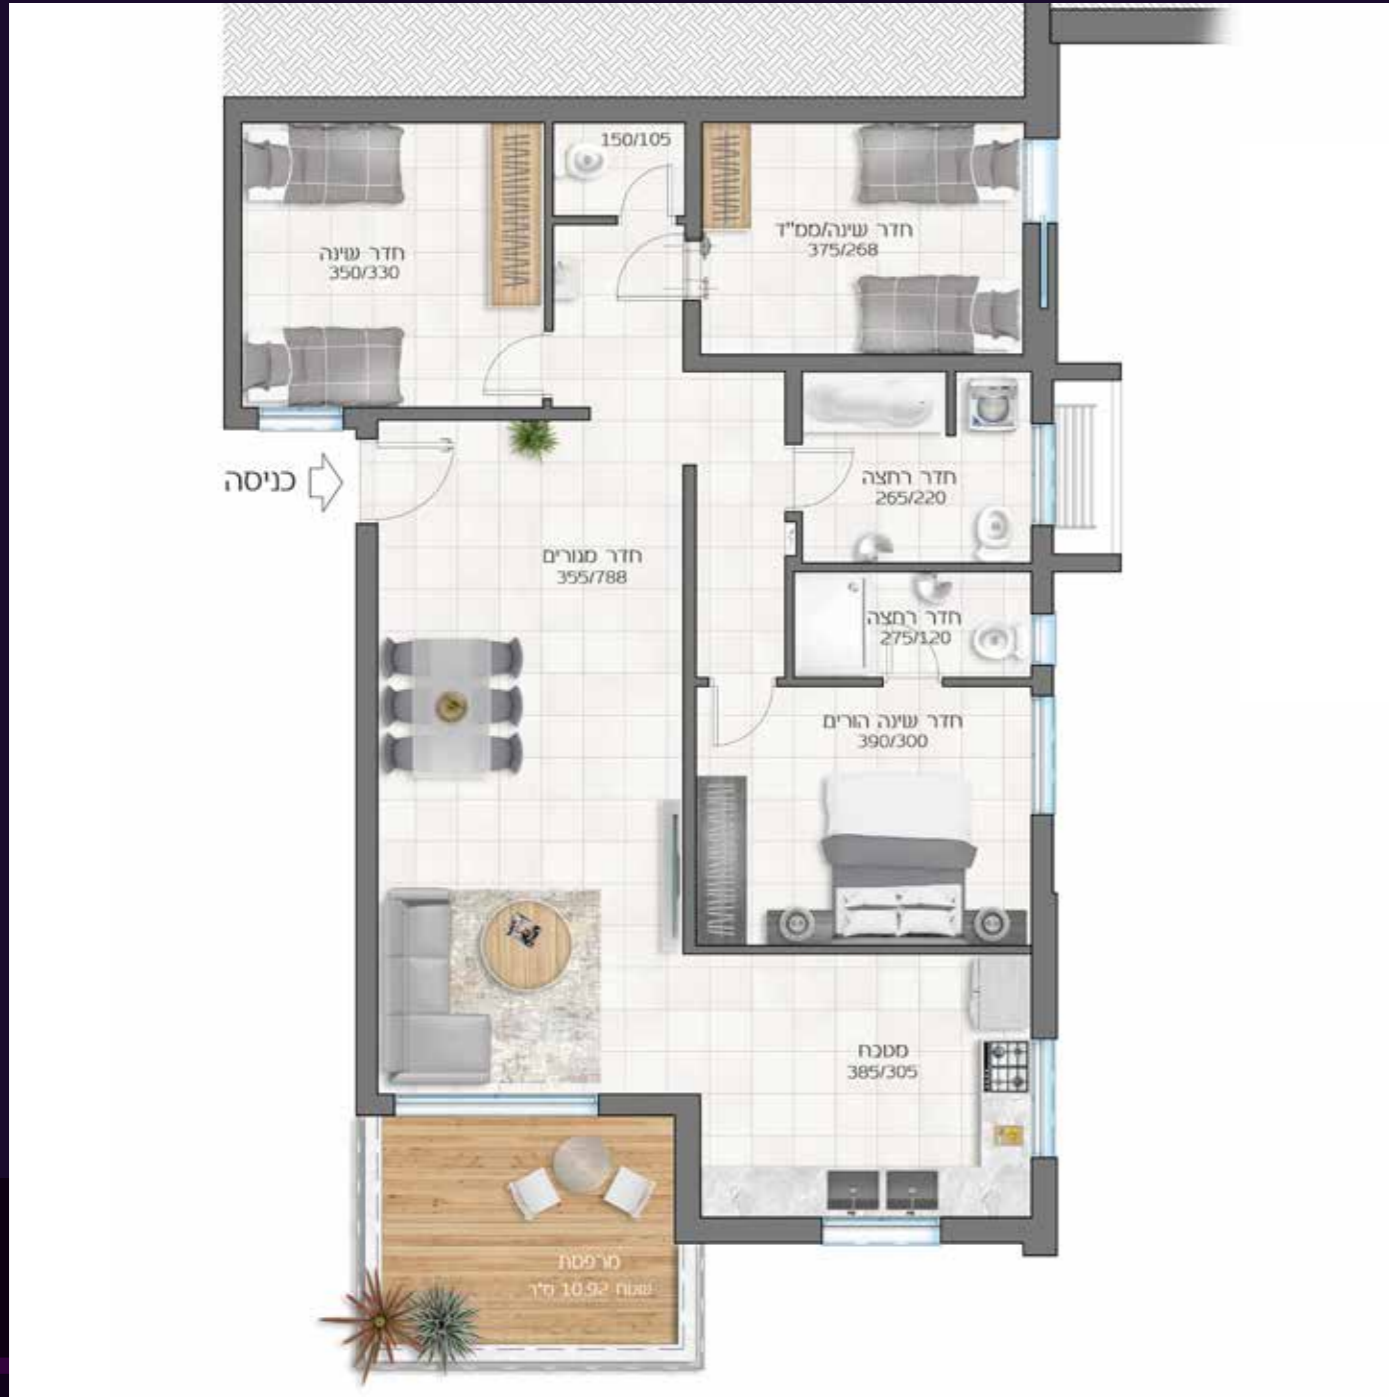 150/105
חדר שינה/ממ"ד
375/268
חדר שינה
350/330
כניסה
חדר רחצה
265/220
חדר מגורים
355/788
חדר רחצה
275/120
חדר שינה הורים
390/300
מטבח
385/305
מרפסת
שטח 10.92 מ"ר